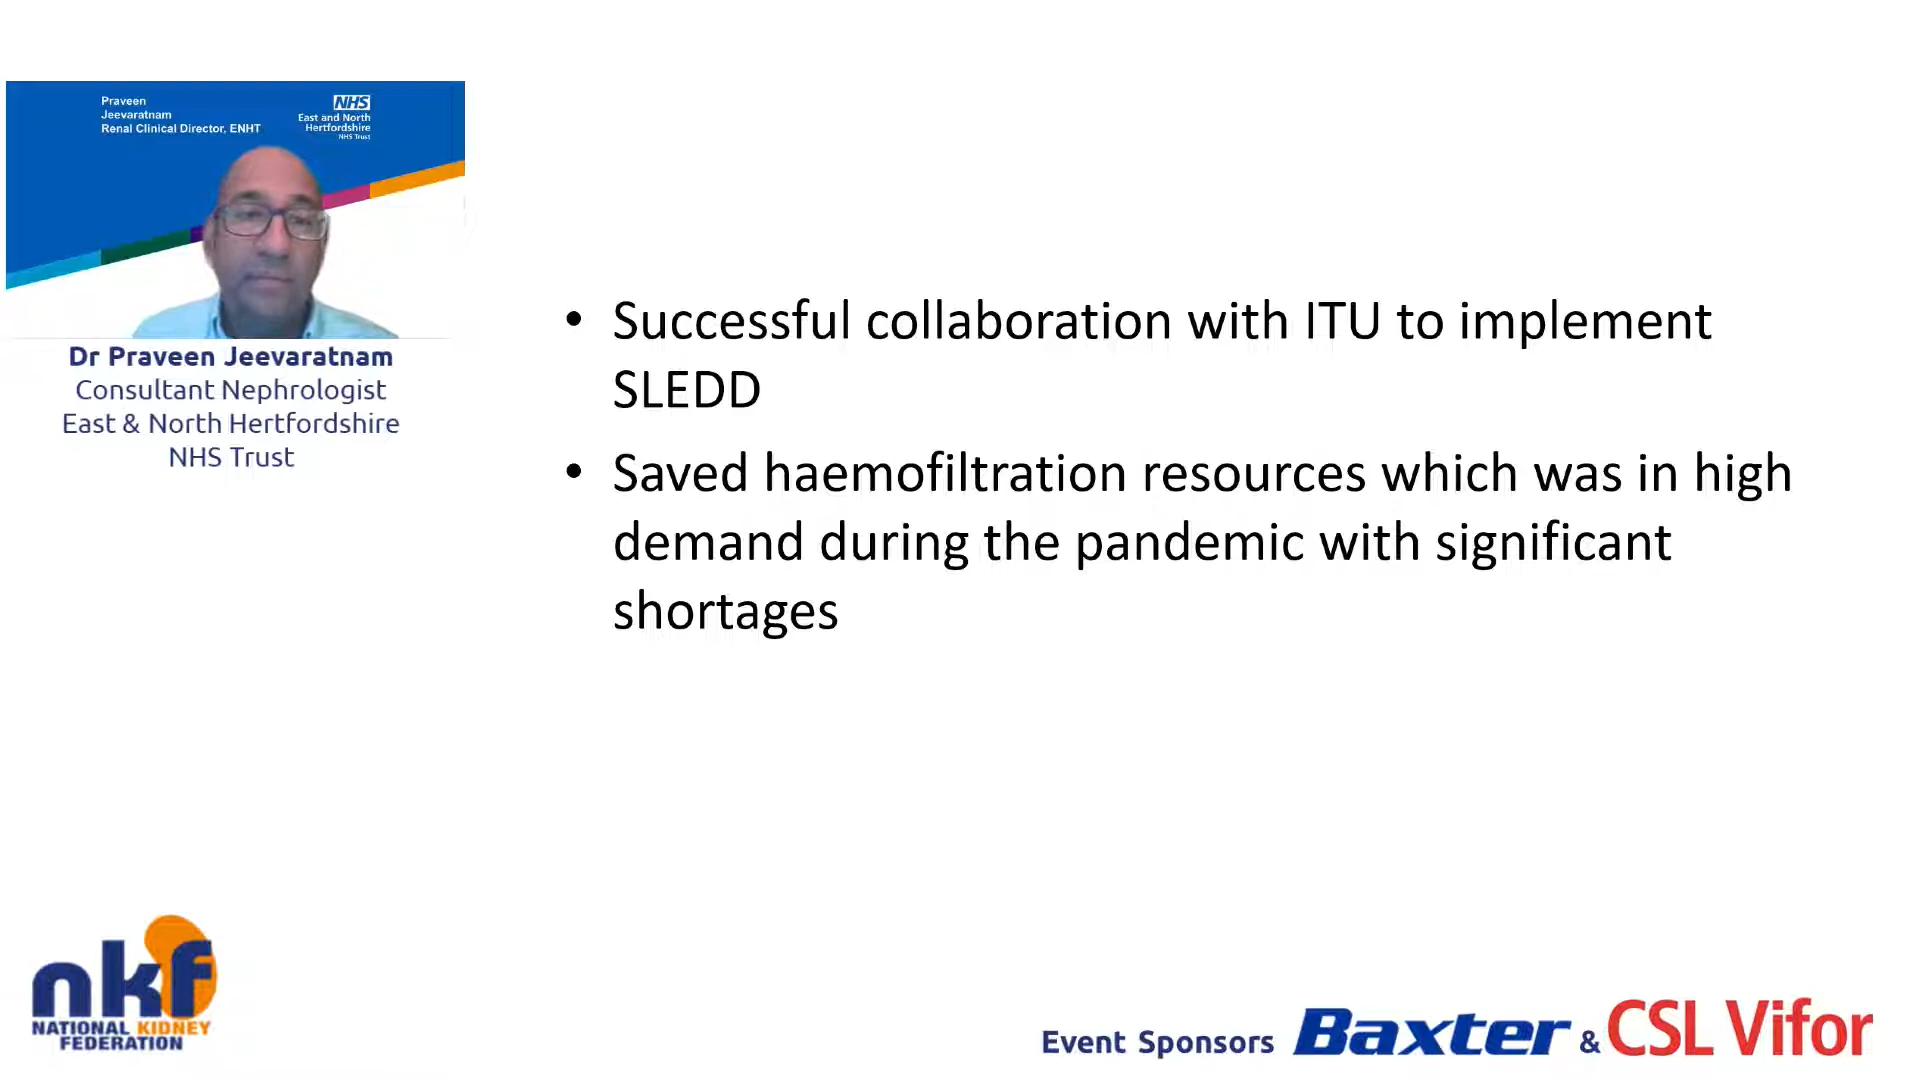 Praveen
Jeevaratnam
Renal Clinical Director, ENHT
NHS
East and North
Hertfordshire
NHS Trust
Dr Praveen Jeevaratnam
Consultant Nephrologist
East & North Hertfordshire
NHS Trust
• Successful collaboration with ITU to implement
SLEDD
• Saved haemofiltration resources which was in high
demand during the pandemic with significant
shortages
nkf
NATIONAL KIDNEY
FEDERATION
Event Sponsors Baxter & CSL Vifor